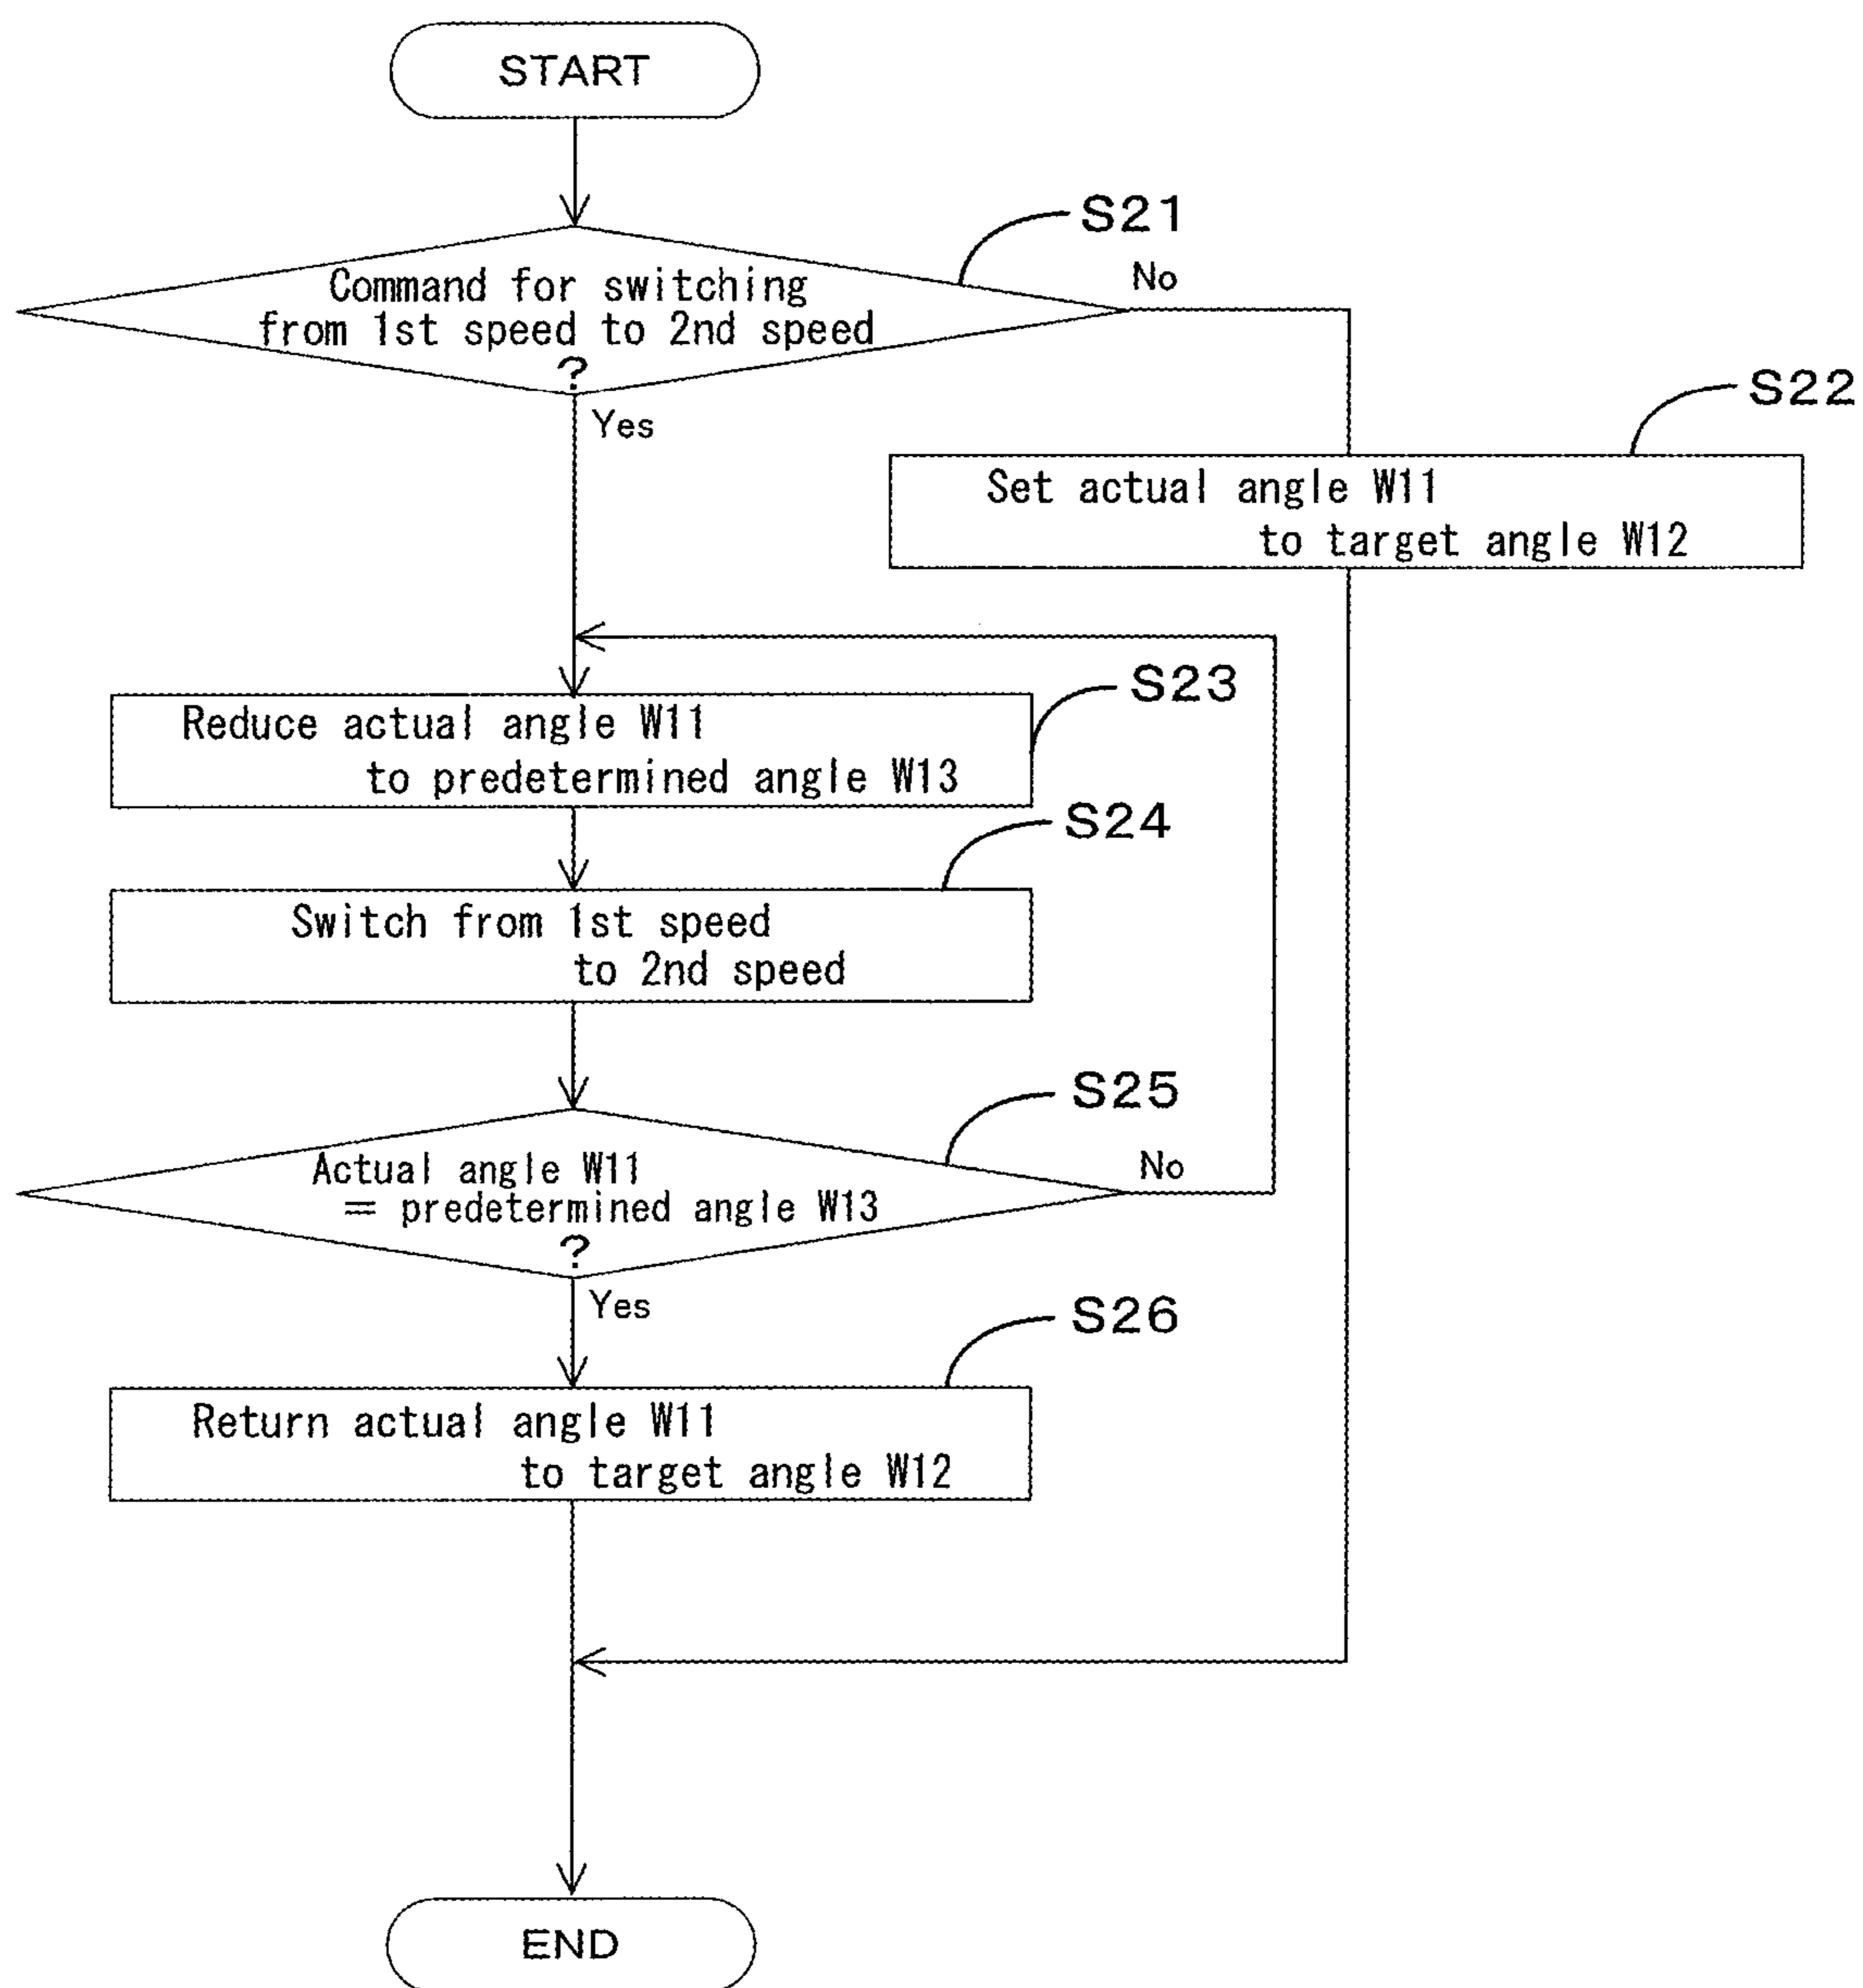 START
S21
Command for switching
from 1st speed to 2nd speed
?
No
Yes
S22
Set actual angle W11
to target angle W12
S23
Reduce actual angle W11
to predetermined angle W13
S24
Switch from 1st speed
to 2nd speed
S25
Actual angle W11
= predetermined angle W13
?
No
Yes
S26
Return actual angle W11
to target angle W12
END